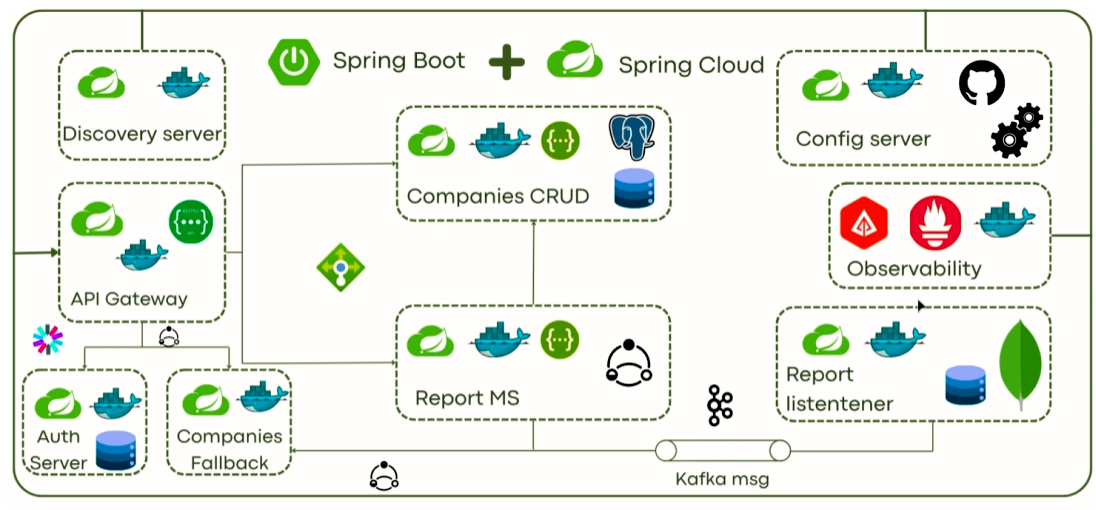 Spring Boot
Spring Cloud
Discovery server
Config server
Companies CRUD
API Gateway
Observability
Report MS
Report
listentener
Auth
Server
Companies
Fallback
Kafka msg